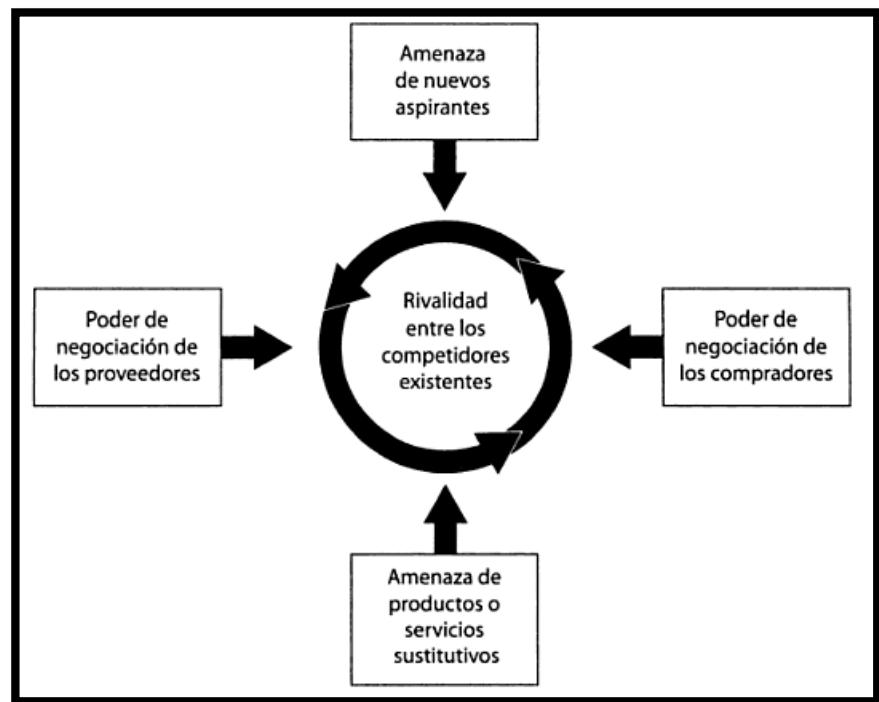 Amenaza
de nuevos
aspirantes
Poder de
negociación de
los proveedores
Rivalidad
entre los
competidores
existentes
Poder de
negociación de
los compradores
Amenaza de
productos o
servicios
sustitutivos